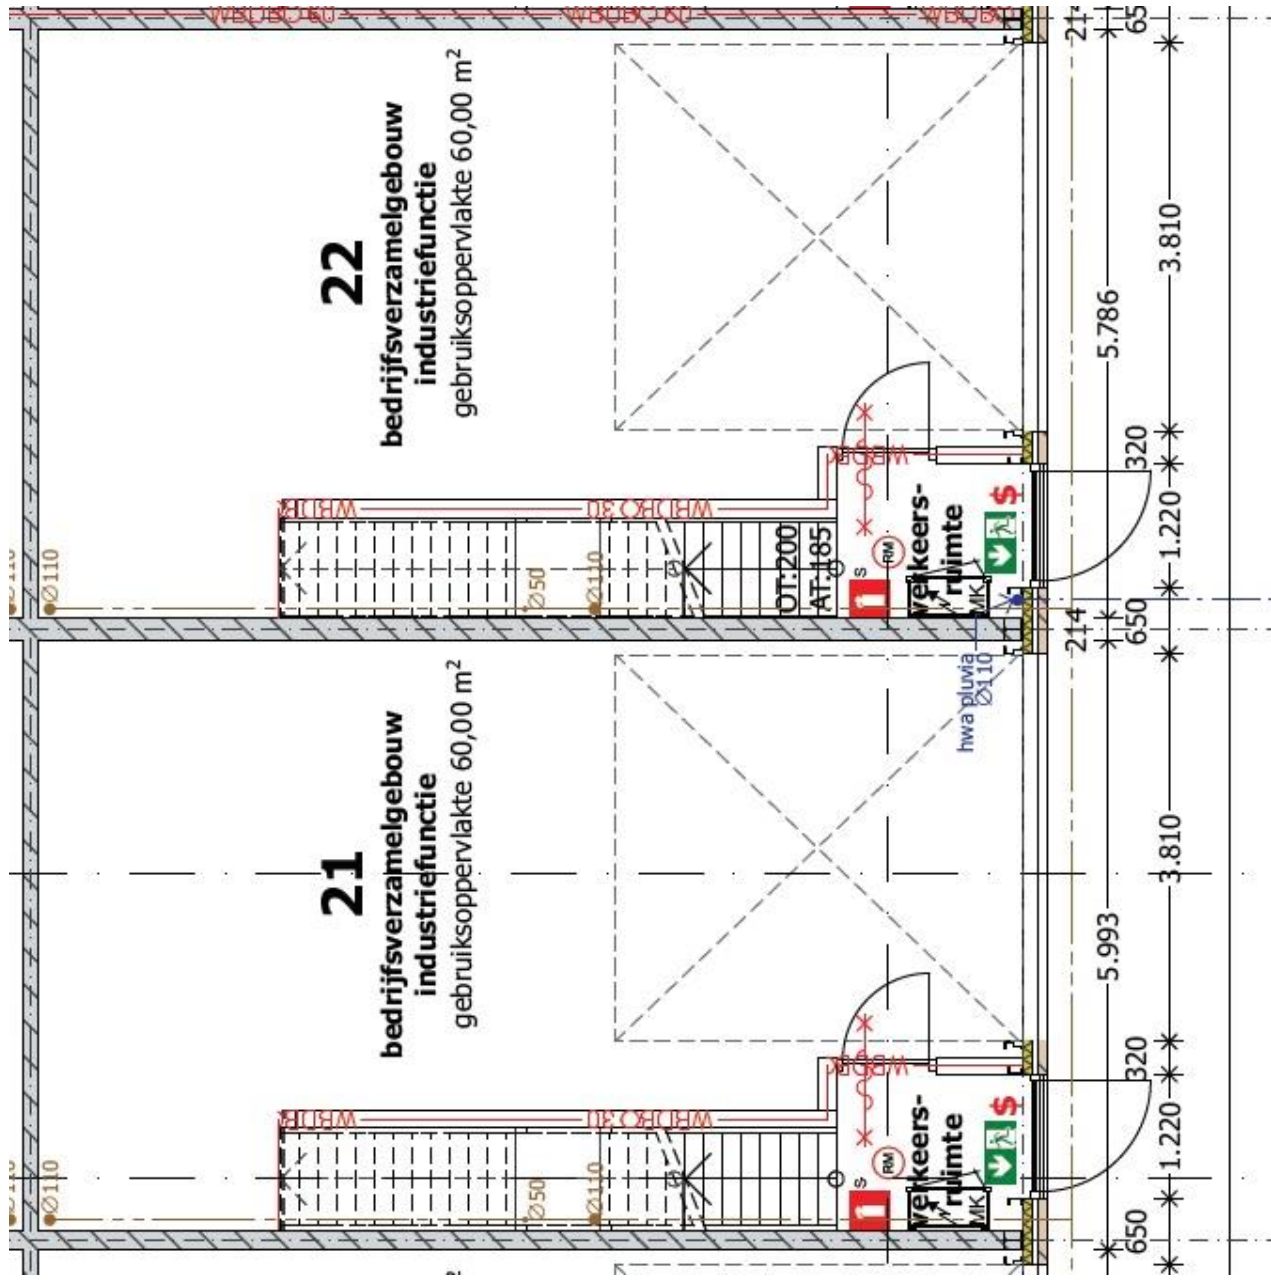 WBDBO 60
WBDBO 60
WBDBO
22
bedrijfsverzamelgebouw
industriefunctie
gebruiksoppervlakte 60,00 m²
3.810
5.786
320
1.220
650
214
214
WBDBO 30
OT:200
AT:185
S
RM
verkeers-
ruimte
MK
Ø110
Ø50
Ø110
hwa pluvia
Ø110
21
bedrijfsverzamelgebouw
industriefunctie
gebruiksoppervlakte 60,00 m²
3.810
5.993
320
1.220
650
WBDBO 30
S
RM
verkeers-
ruimte
MK
Ø110
Ø50
Ø110